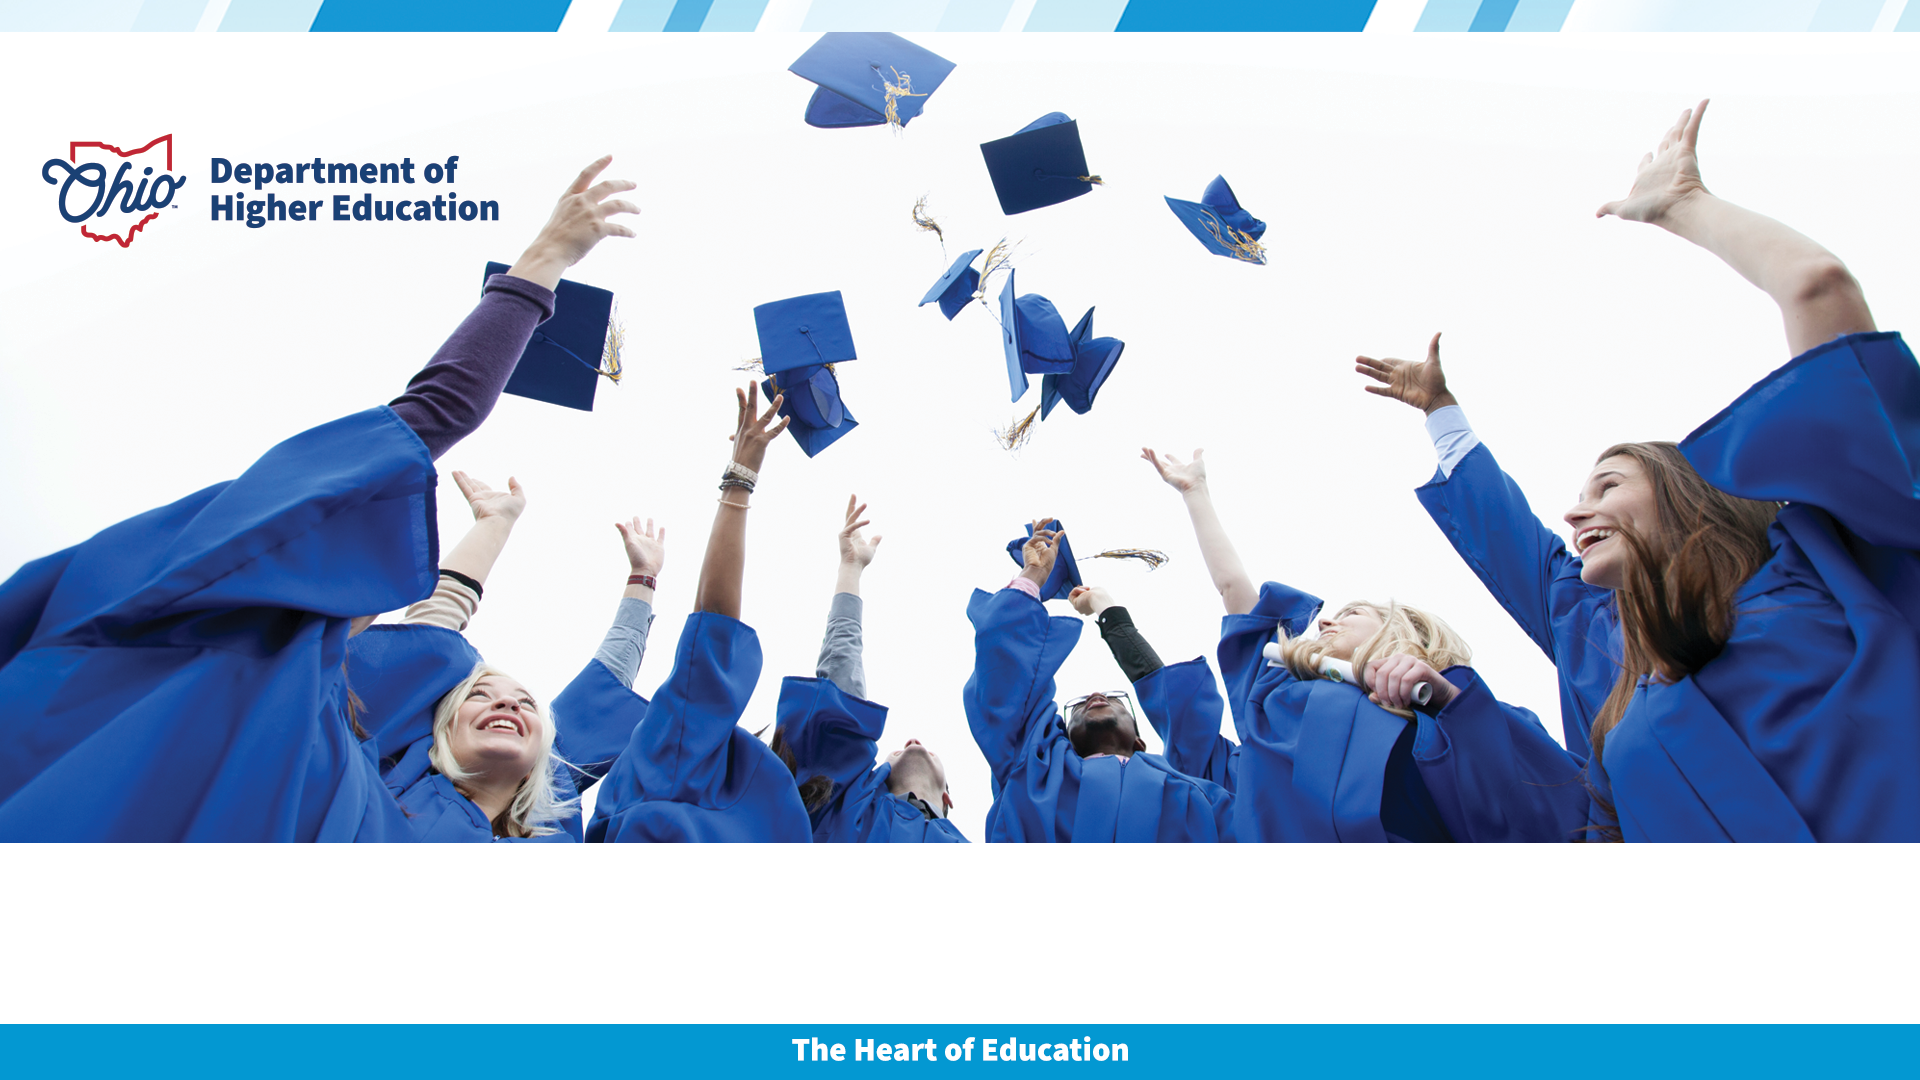 Ohio
Department of
Higher Education
The Heart of Education